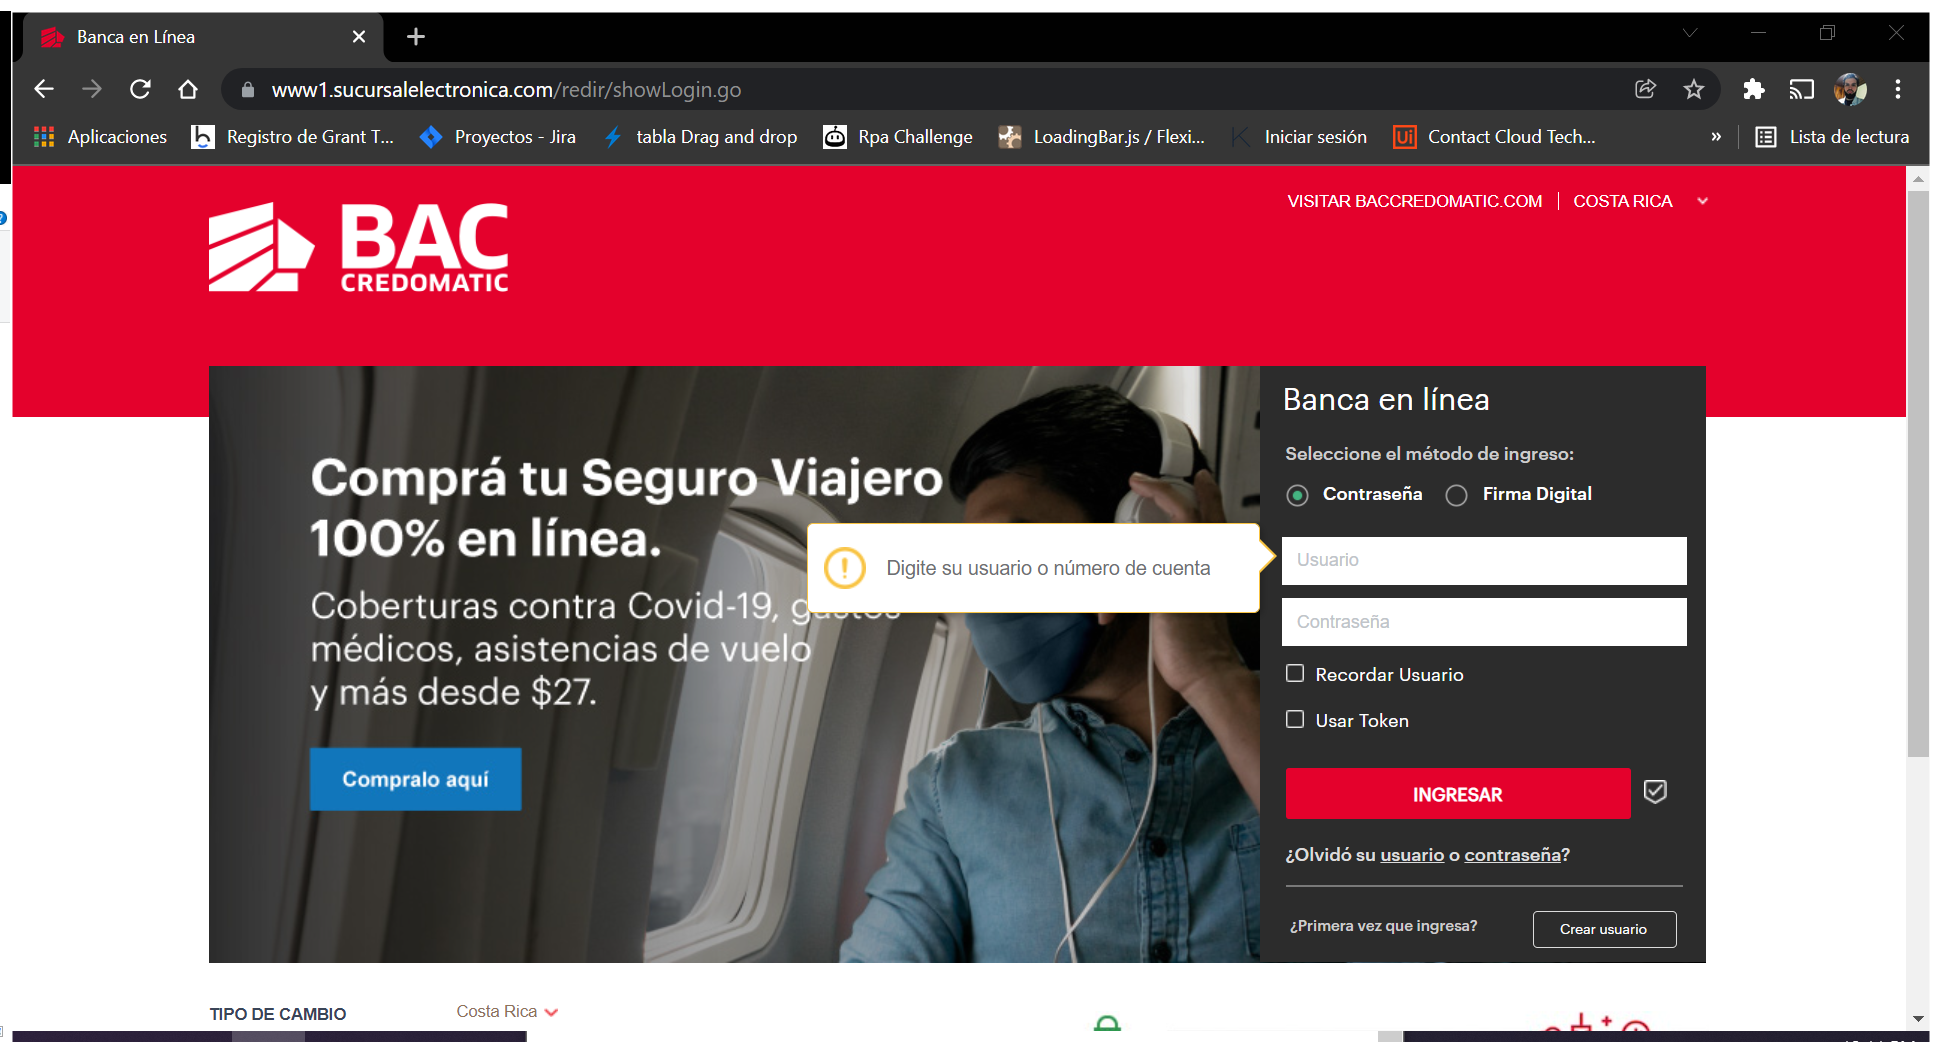 Banca en Línea
www1.sucursalelectronica.com/redir/showLogin.go
Aplicaciones
Registro de Grant T...
Proyectos - Jira
tabla Drag and drop
Rpa Challenge
LoadingBar.js / Flexi...
Iniciar sesión
Ui
Contact Cloud Tech...
»
Lista de lectura
VISITAR BACCREDOMATIC.COM | COSTA RICA
BAC
CREDOMATIC
Comprá tu Seguro Viajero
100% en línea.
Coberturas contra Covid-19, gastos
médicos, asistencias de vuelo
y más desde $27.
Compralo aquí
Digite su usuario o número de cuenta
Banca en línea
Seleccione el método de ingreso:
Contraseña
Firma Digital
Usuario
Contraseña
Recordar Usuario
Usar Token
INGRESAR
¿Olvidó su usuario o contraseña?
¿Primera vez que ingresa?
Crear usuario
TIPO DE CAMBIO
Costa Rica